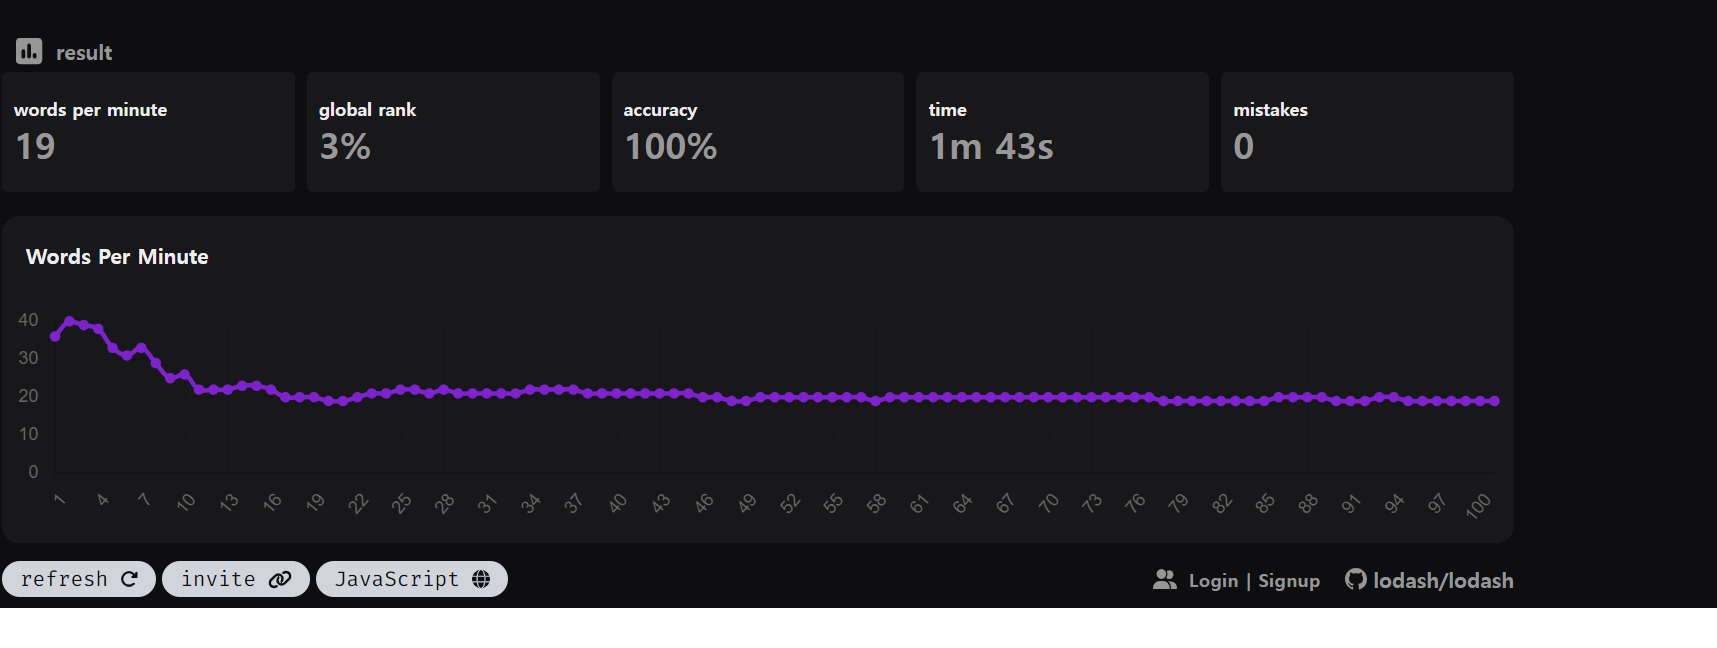 result
words per minute
19
global rank
3%
accuracy
100%
time
1m 43s
mistakes
0
Words Per Minute
40
30
20
10
0
1 4 7 10 13 16 19 22 25 28 31 34 37 40 43 46 49 52 55 58 61 64 67 70 73 76 79 82 85 88 91 94 97 100
refresh invite JavaScript Login | Signup lodash/lodash